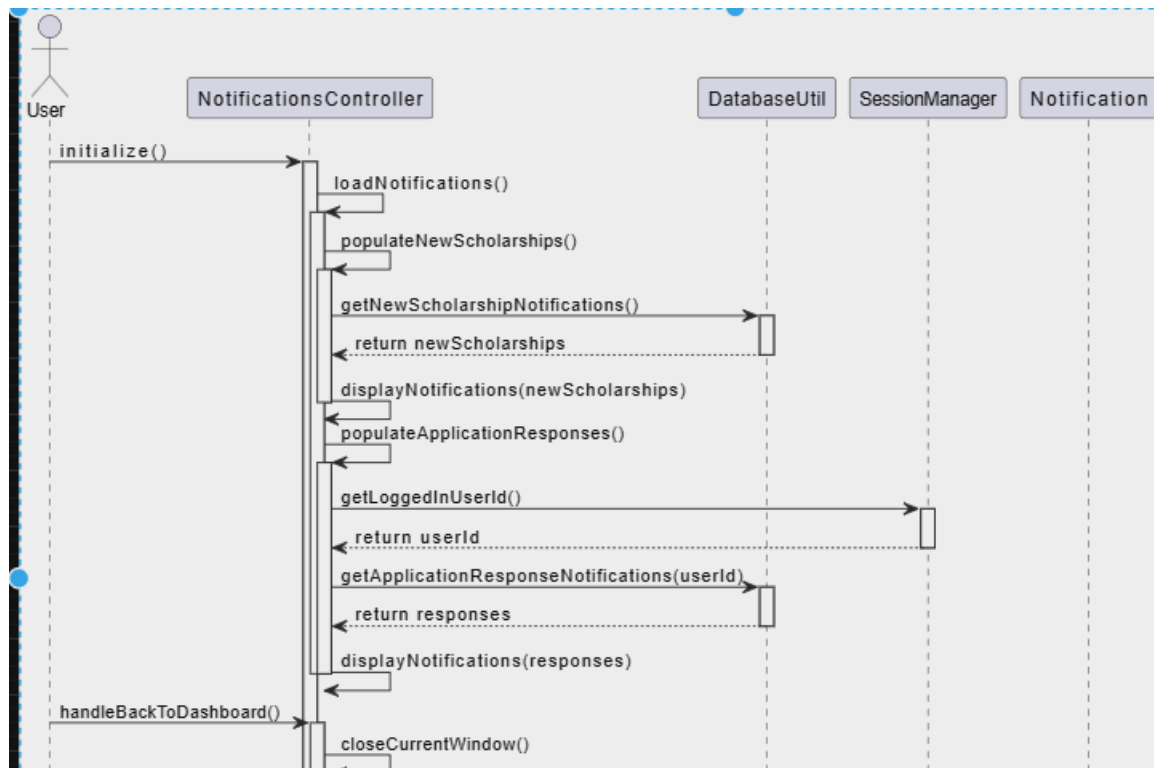 User
NotificationsController
DatabaseUtil
SessionManager
Notification
initialize()
loadNotifications()
populateNewScholarships()
getNewScholarshipNotifications()
return newScholarships
displayNotifications(newScholarships)
populateApplicationResponses()
getLoggedInUserId()
return userId
getApplicationResponseNotifications(userId)
return responses
displayNotifications(responses)
handleBackToDashboard()
closeCurrentWindow()